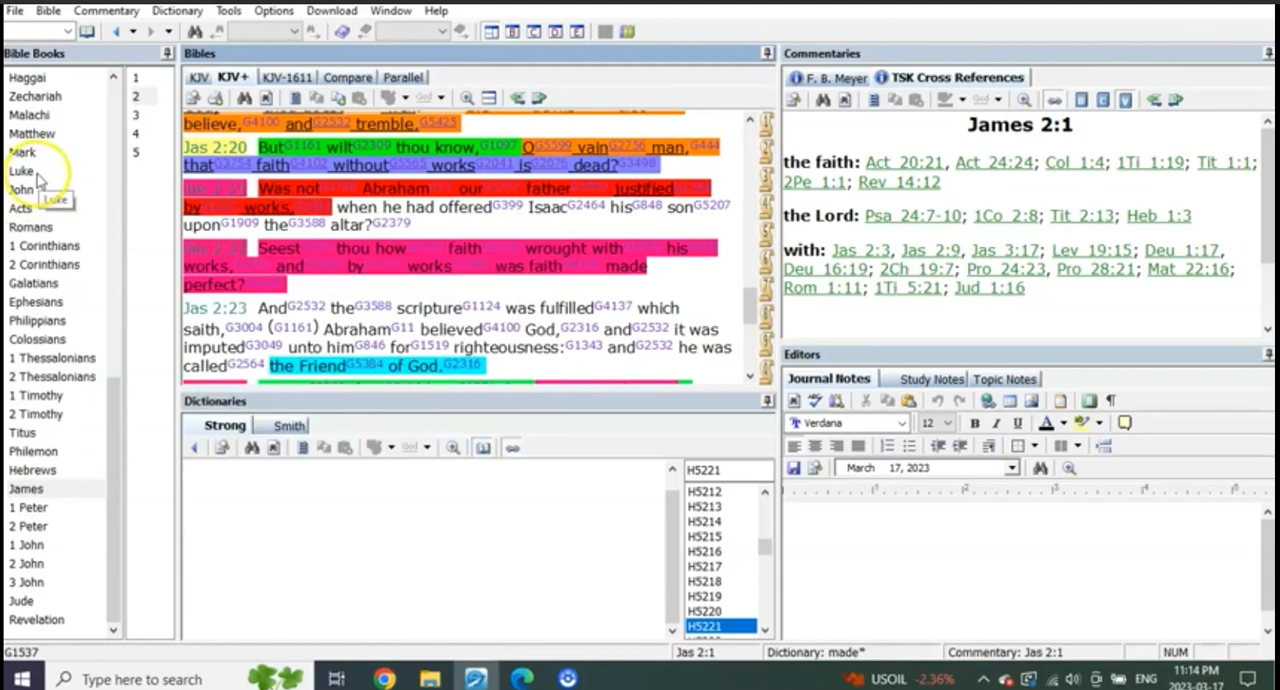 File Bible Commentary Dictionary Tools Options Download Window Help
Bible Books
Haggai
Zechariah
Malachi
Matthew
Mark
Luke
John
Luke
Acts
Romans
1 Corinthians
2 Corinthians
Galatians
Ephesians
Philippians
Colossians
1 Thessalonians
2 Thessalonians
1 Timothy
2 Timothy
Titus
Philemon
Hebrews
James
1 Peter
2 Peter
1 John
2 John
3 John
Jude
Revelation
1
2
3
4
5
Bibles
KJV KJV+ KJV-1611 Compare Parallel
believe,G4100 andG2532 tremble.G5425
Jas 2:20 ButG1161 wiltG2309 thou know,G1097 OG5599 vainG2756 man,G444
thatG3754 faithG4102 withoutG5565 worksG2041 isG2076 dead?G3498
Was not Abraham our father justified
by works, when he had offeredG399 IsaacG2464 hisG848 sonG5207
uponG1909 theG3588 altar?G2379
Seest thou how faith wrought with his
works, and by works was faith made
perfect?
Jas 2:23 AndG2532 theG3588 scriptureG1124 was fulfilledG4137 which
saith,G3004 (G1161) AbrahamG11 believedG4100 God,G2316 andG2532 it was
imputedG3049 unto himG846 forG1519 righteousness:G1343 andG2532 he was
calledG2564 the FriendG5384 of God.G2316
Dictionaries
Strong Smith
H5221
H5212
H5213
H5214
H5215
H5216
H5217
H5218
H5219
H5220
H5221
Commentaries
F. B. Meyer TSK Cross References
James 2:1
the faith: Act 20:21, Act 24:24; Col 1:4; 1Ti 1:19; Tit 1:1;
2Pe 1:1; Rev 14:12
the Lord: Psa 24:7-10; 1Co 2:8; Tit 2:13; Heb 1:3
with: Jas 2:3, Jas 2:9, Jas 3:17; Lev 19:15; Deu 1:17,
Deu 16:19; 2Ch 19:7; Pro 24:23, Pro 28:21; Mat 22:16;
Rom 1:11; 1Ti 5:21; Jud 1:16
Editors
Journal Notes Study Notes Topic Notes
Verdana 12 B I U A
March 17, 2023
1 2 3 4 5
G1537 Jas 2:1 Dictionary: made* Commentary: Jas 2:1 NUM
Type here to search USOIL -2.36% ENG 11:14 PM
2023-03-17